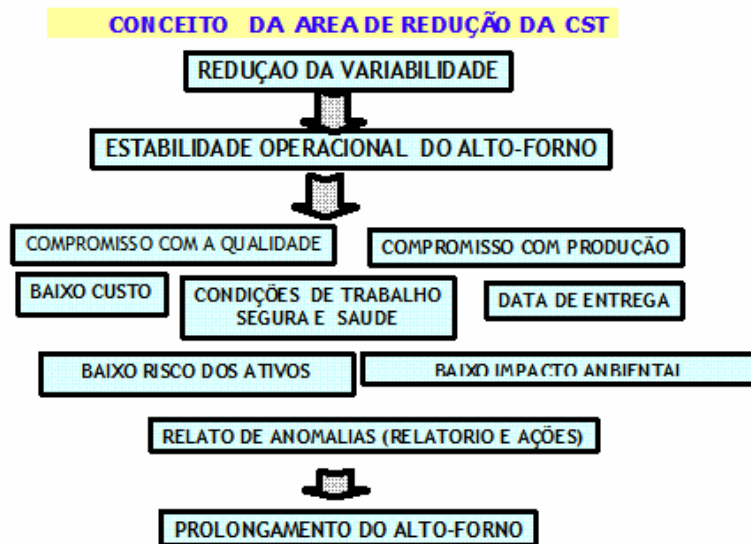 CONCEITO DA AREA DE REDUÇÃO DA CST
REDUÇAO DA VARIABILIDADE
ESTABILIDADE OPERACIONAL DO ALTO-FORNO
COMPROMISSO COM A QUALIDADE
COMPROMISSO COM PRODUÇÃO
BAIXO CUSTO
CONDIÇÕES DE TRABALHO
SEGURA E SAUDE
DATA DE ENTREGA
BAIXO RISCO DOS ATIVOS
BAIXO IMPACTO ANBIENTAL
RELATO DE ANOMALIAS (RELATORIO E AÇÕES)
PROLONGAMENTO DO ALTO-FORNO